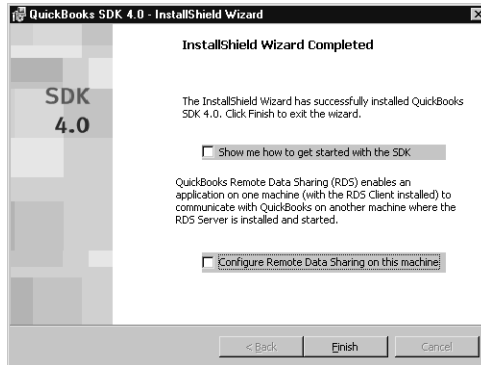 QuickBooks SDK 4.0 - InstallShield Wizard
InstallShield Wizard Completed
SDK
4.0
The InstallShield Wizard has successfully installed QuickBooks
SDK 4.0. Click Finish to exit the wizard.
Show me how to get started with the SDK
QuickBooks Remote Data Sharing (RDS) enables an
application on one machine (with the RDS Client installed) to
communicate with QuickBooks on another machine where the
RDS Server is installed and started.
Configure Remote Data Sharing on this machine
< Back
Finish
Cancel